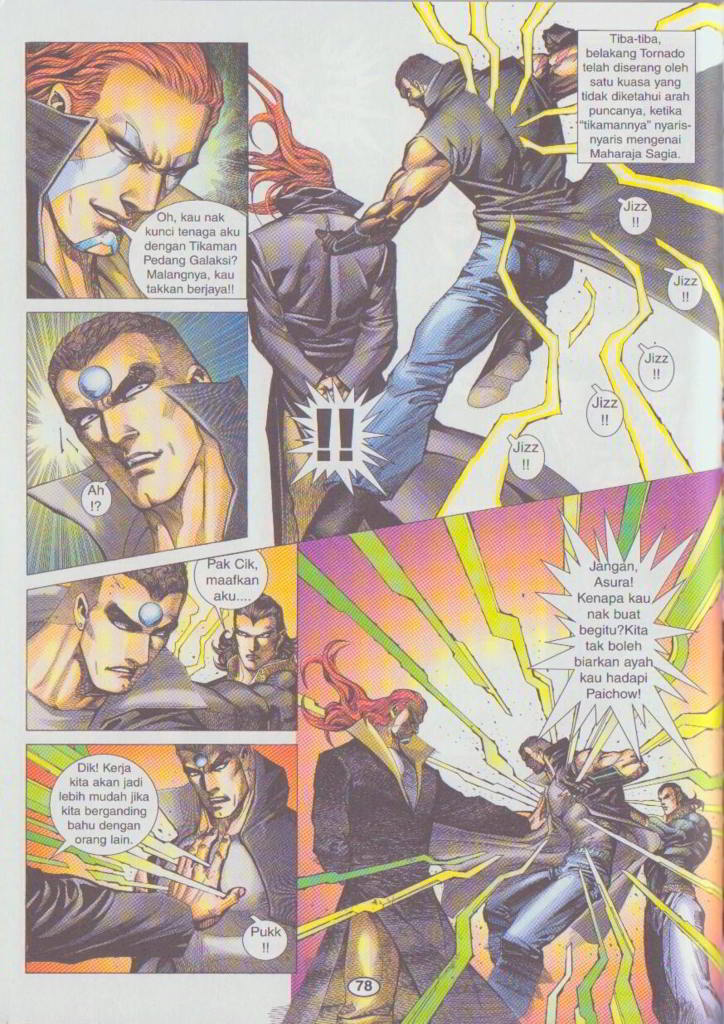 Oh, kau nak
kunci tenaga aku
dengan Tikaman
Pedang Galaksi?
Malangnya, kau
takkan berjaya!!
Tiba-tiba,
belakang Tornado
telah diserang oleh
satu kuasa yang
tidak diketahui arah
puncanya, ketika
"tikamannya" nyaris-
nyaris mengenai
Maharaja Sagia.
Jizz
!!
Jizz
!!
Jizz
!!
Jizz
!!
Jizz
!!
!!
Ah
!?
Pak Cik,
maafkan
aku....
Dik! Kerja
kita akan jadi
lebih mudah jika
kita berganding
bahu dengan
orang lain.
Pukk
!!
Jangan,
Asura!
Kenapa kau
nak buat
begitu?Kita
tak boleh
biarkan ayah
kau hadapi
Paichow!
78